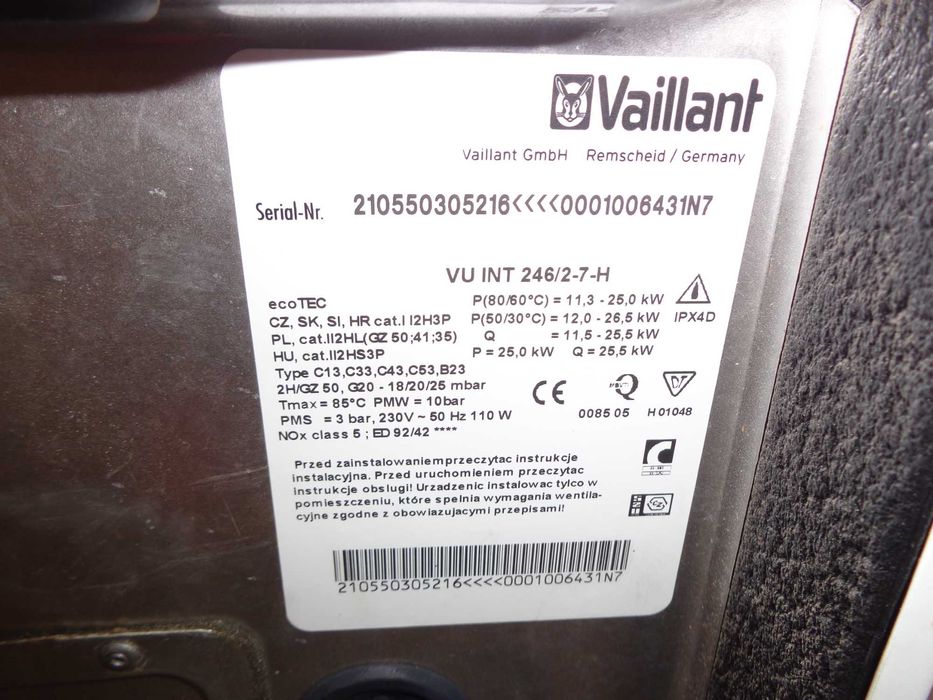 Vaillant
Vaillant GmbH Remscheid / Germany
Serial-Nr. 210550305216<<<<0001006431N7
VU INT 246/2-7-H
ecoTEC P(80/60°C) = 11,3 - 25,0 kW
CZ, SK, SI, HR cat.I I2H3P P(50/30°C) = 12,0 - 26,5 kW IPX4D
PL, cat.II2HL(GZ 50;41;35) Q = 11,5 - 25,5 kW
HU, cat.II2HS3P P = 25,0 kW Q = 25,5 kW
Type C13,C33,C43,C53,B23
2H/GZ 50, G20 - 18/20/25 mbar
Tmax = 85°C PMW = 10bar CE
PMS = 3 bar, 230V ~ 50 Hz 110 W 0085 05 H 01048
NOx class 5 ; ED 92/42 ****
Przed zainstalowaniemprzeczytac instrukcje
instalacyjna. Przed uruchomieniem przeczytac
instrukcje obslugi! Urzadzenic instalowac tylco w
pomieszczeniu, które spelnia wymagania wentila-
cyjne zgodne z obowiazujacymi przepisami!
210550305216<<<<0001006431N7